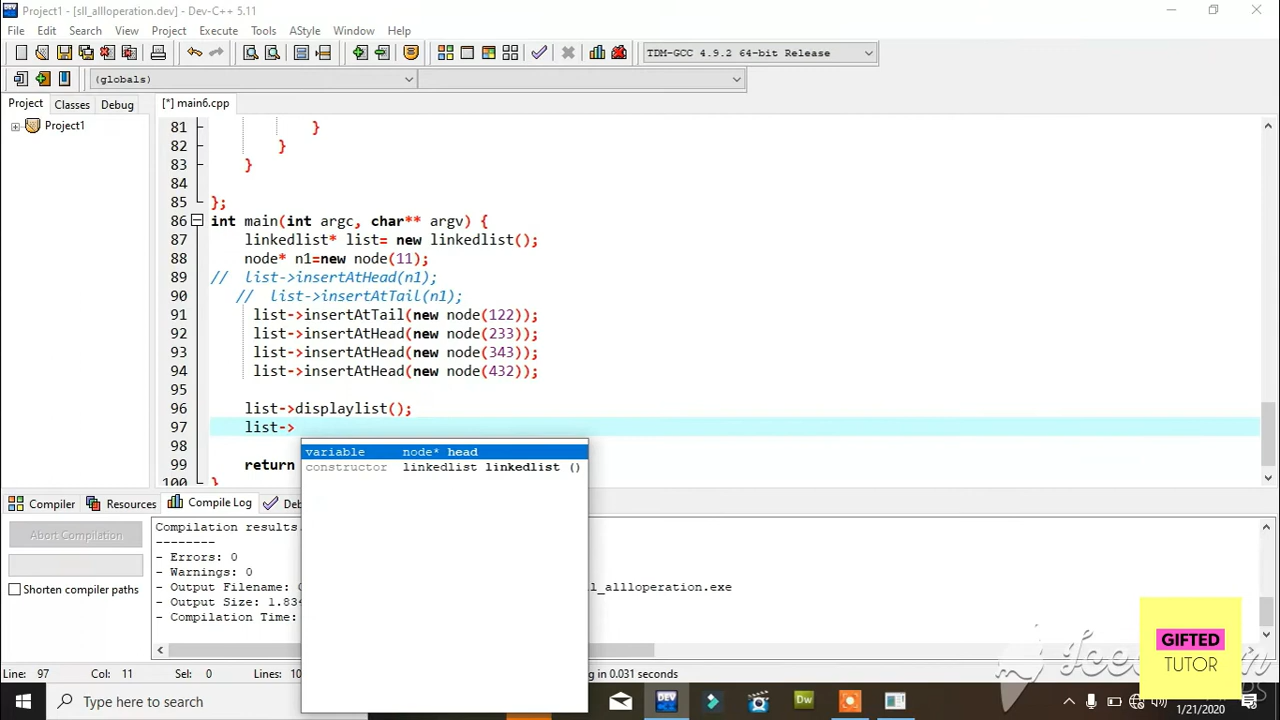 Project1 - [sll_allloperation.dev] - Dev-C++ 5.11
File Edit Search View Project Execute Tools AStyle Window Help
TDM-GCC 4.9.2 64-bit Release
(globals)
Project Classes Debug [*] main6.cpp
Project1
81 }
82 }
83 }
84
85 };
86 int main(int argc, char** argv) {
87 linkedlist* list= new linkedlist();
88 node* n1=new node(11);
89 // list->insertAtHead(n1);
90 // list->insertAtTail(n1);
91 list->insertAtTail(new node(122));
92 list->insertAtHead(new node(233));
93 list->insertAtHead(new node(343));
94 list->insertAtHead(new node(432));
95
96 list->displaylist();
97 list->
98
99 return
100 }
variable node* head
constructor linkedlist linkedlist ()
Compiler Resources Compile Log Deb
Abort Compilation
Shorten compiler paths
Compilation results.
--------
- Errors: 0
- Warnings: 0
- Output Filename: ll_allloperation.exe
- Output Size: 1.834
- Compilation Time:
GIFTED
TUTOR
Line: 97 Col: 11 Sel: 0 Lines: 10 ng in 0.031 seconds
Type here to search
DEV
Dw
1/21/2020